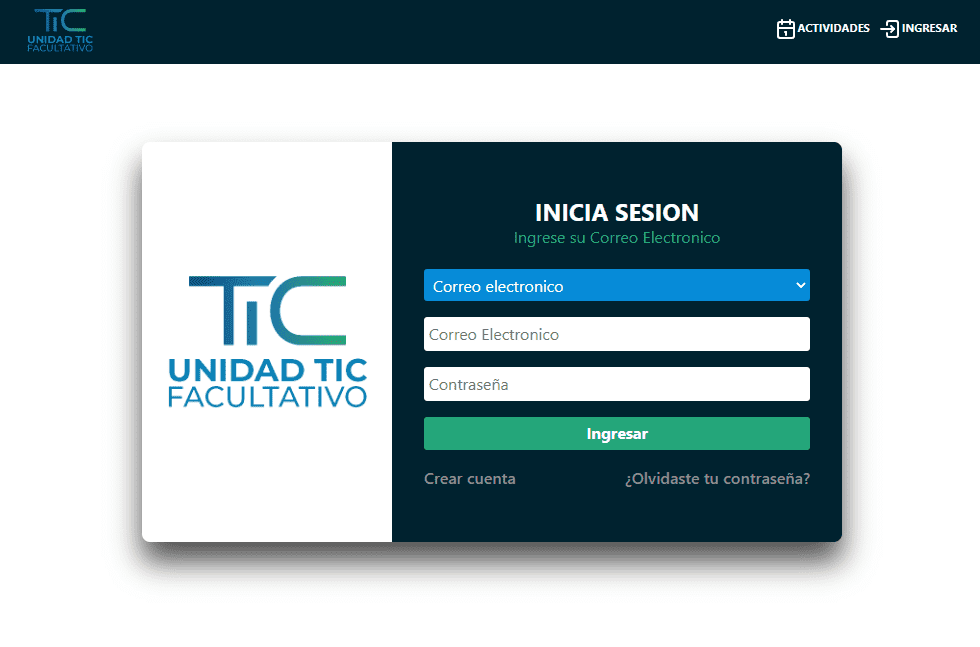 TiC
UNIDAD TIC
FACULTATIVO
ACTIVIDADES
INGRESAR
TiC
UNIDAD TIC
FACULTATIVO
INICIA SESION
Ingrese su Correo Electronico
Correo electronico
Correo Electronico
Contraseña
Ingresar
Crear cuenta
¿Olvidaste tu contraseña?